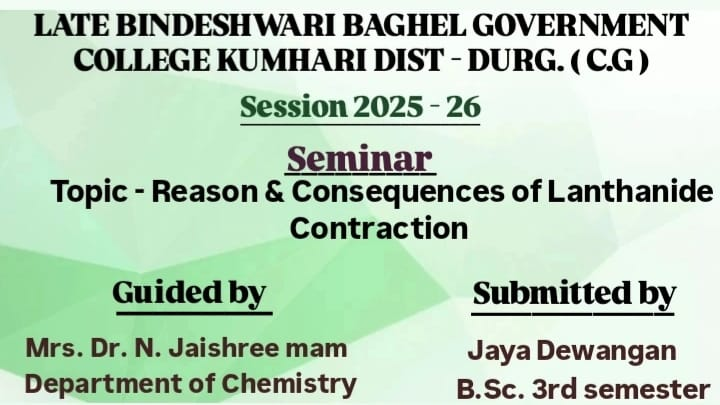 LATE BINDESHWARI BAGHEL GOVERNMENT
COLLEGE KUMHARI DIST - DURG. ( C.G )
Session 2025 - 26
Seminar
Topic - Reason & Consequences of Lanthanide
Contraction
Guided by
Mrs. Dr. N. Jaishree mam
Department of Chemistry
Submitted by
Jaya Dewangan
B.Sc. 3rd semester